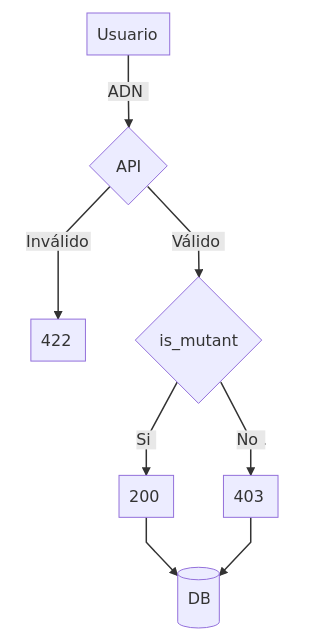 Usuario
ADN
API
Inválido
Válido
422
is_mutant
Si
No
200
403
DB